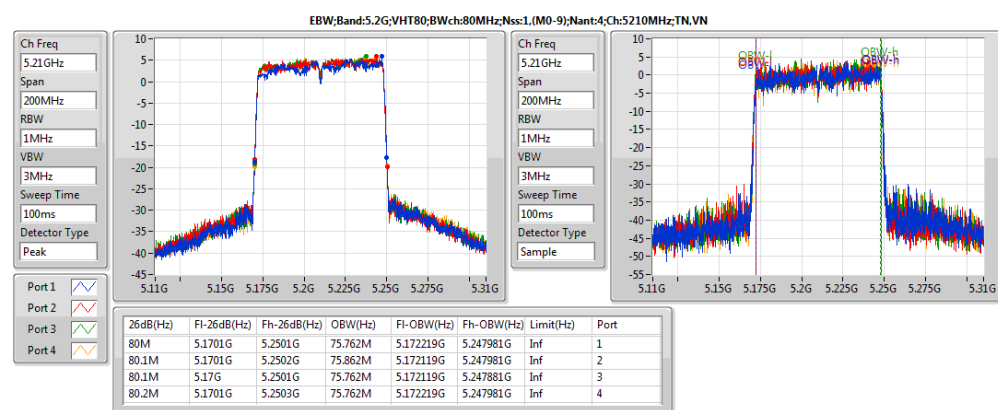 EBW;Band:5.2G;VHT80;BWch:80MHz;Nss:1,(M0-9);Nant:4;Ch:5210MHz;TN,VN
Ch Freq
5.21GHz
Span
200MHz
RBW
1MHz
VBW
3MHz
Sweep Time
100ms
Detector Type
Peak
10-
5-
0-
-5-
-10-
-15-
-20-
-25-
-30-
-35-
-40-
-45-
5.11G 5.15G 5.175G 5.2G 5.225G 5.25G 5.275G 5.31G
Ch Freq
5.21GHz
Span
200MHz
RBW
1MHz
VBW
3MHz
Sweep Time
100ms
Detector Type
Sample
10-
5-
0-
-5-
-10-
-15-
-20-
-25-
-30-
-35-
-40-
-45-
-50-
-55-
OBW-l OBW-h
OBW-h
5.11G 5.15G 5.175G 5.2G 5.225G 5.25G 5.275G 5.31G
Port 1
Port 2
Port 3
Port 4
26dB(Hz) Fl-26dB(Hz) Fh-26dB(Hz) OBW(Hz) Fl-OBW(Hz) Fh-OBW(Hz) Limit(Hz) Port
80M 5.1701G 5.2501G 75.762M 5.172219G 5.247981G Inf 1
80.1M 5.1701G 5.2502G 75.862M 5.172119G 5.247981G Inf 2
80.1M 5.17G 5.2501G 75.762M 5.172119G 5.247881G Inf 3
80.2M 5.1701G 5.2503G 75.762M 5.172219G 5.247981G Inf 4